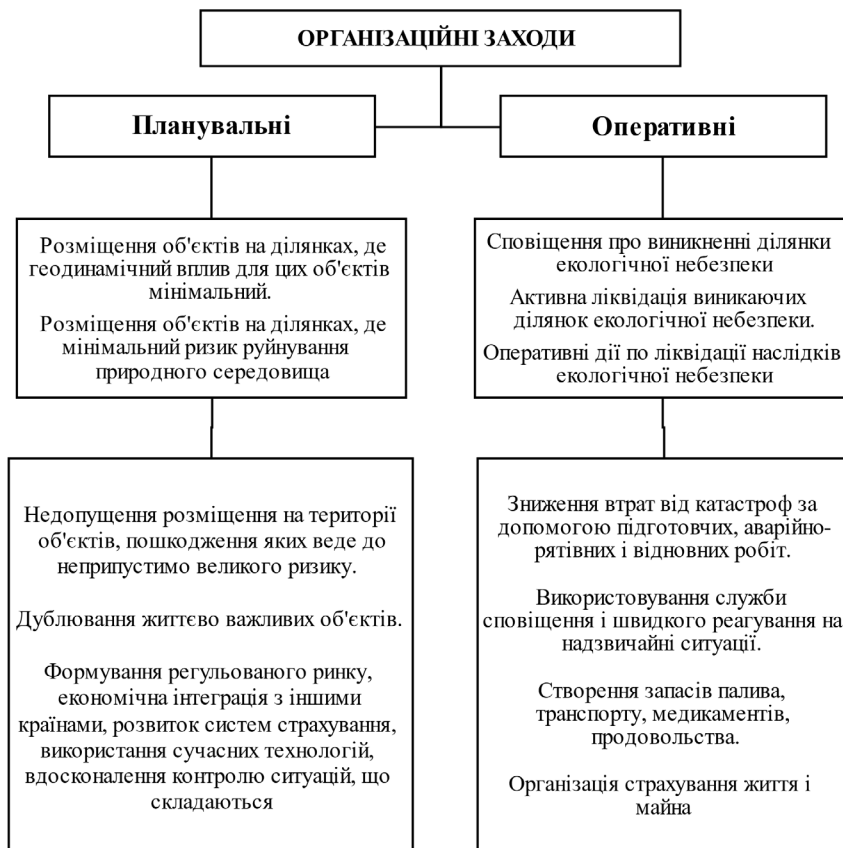 ОРГАНІЗАЦІЙНІ ЗАХОДИ
Планувальні
Оперативні
Розміщення об'єктів на ділянках, де
геодинамічний вплив для цих об'єктів
мінімальний.
Розміщення об'єктів на ділянках, де
мінімальний ризик руйнування
природного середовища
Сповіщення про виникненні ділянки
екологічної небезпеки
Активна ліквідація виникаючих
ділянок екологічної небезпеки.
Оперативні дії по ліквідації наслідків
екологічної небезпеки
Недопущення розміщення на території
об'єктів, пошкодження яких веде до
неприпустимо великого ризику.
Дублювання життєво важливих об'єктів.
Формування регульованого ринку,
економічна інтеграція з іншими
країнами, розвиток систем страхування,
використання сучасних технологій,
вдосконалення контролю ситуацій, що
складаються
Зниження втрат від катастроф за
допомогою підготовчих, аварійно-
рятівних і відновних робіт.
Використовування служби
сповіщення і швидкого реагування на
надзвичайні ситуації.
Створення запасів палива,
транспорту, медикаментів,
продовольства.
Організація страхування життя і
майна